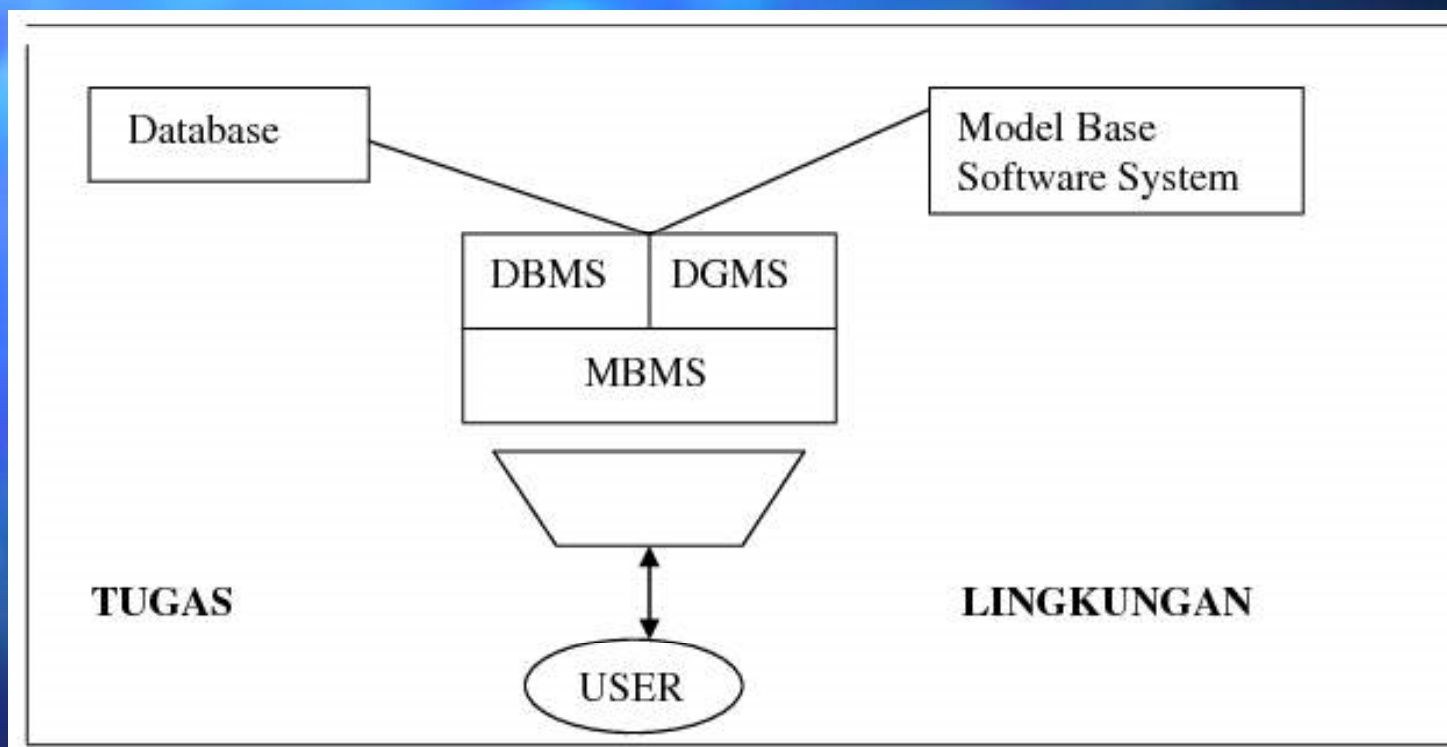 Database
Model Base
Software System
DBMS
DGMS
MBMS
TUGAS
LINGKUNGAN
USER